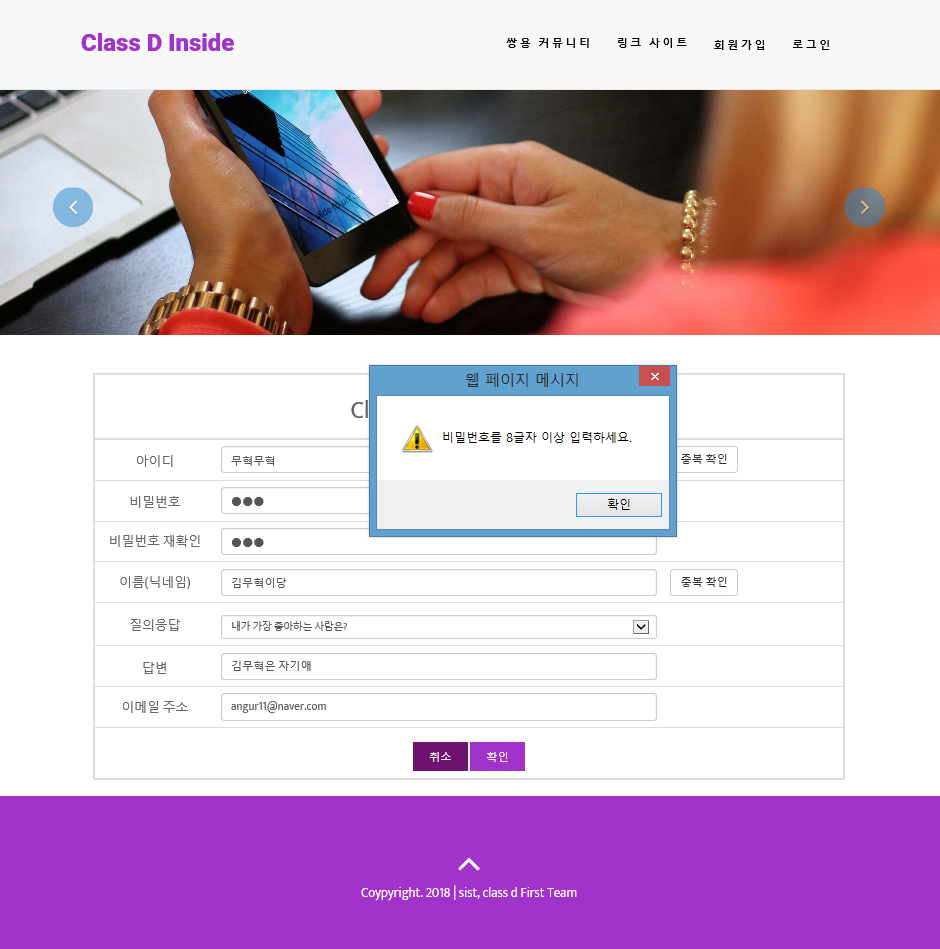 Class D Inside
쌍용 커뮤니티 링크 사이트 회원가입 로그인
웹 페이지 메시지
Cl
비밀번호를 8글자 이상 입력하세요.
확인
아이디 무혁무혁 중복 확인
비밀번호 ●●●
비밀번호 재확인 ●●●
이름(닉네임) 김무혁이당 중복 확인
질의응답 내가 가장 좋아하는 사람은?
답변 김무혁은 자기애
이메일 주소 angur11@naver.com
취소 확인
Coypyright. 2018 | sist, class d First Team